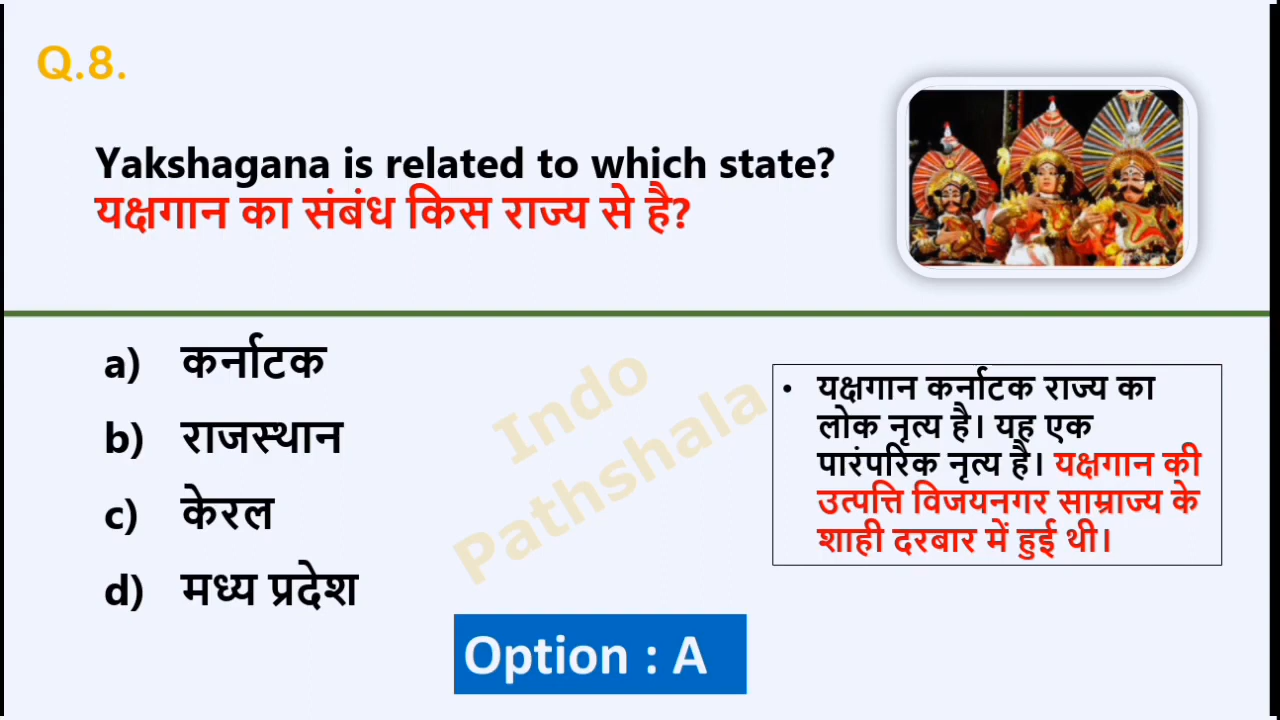 Q.8.
Yakshagana is related to which state?
यक्षगान का संबंध किस राज्य से है?
a) कर्नाटक
b) राजस्थान
c) केरल
d) मध्य प्रदेश
• यक्षगान कर्नाटक राज्य का
लोक नृत्य है। यह एक
पारंपरिक नृत्य है। यक्षगान की
उत्पत्ति विजयनगर साम्राज्य के
शाही दरबार में हुई थी।
Indo
Pathshala
Option : A